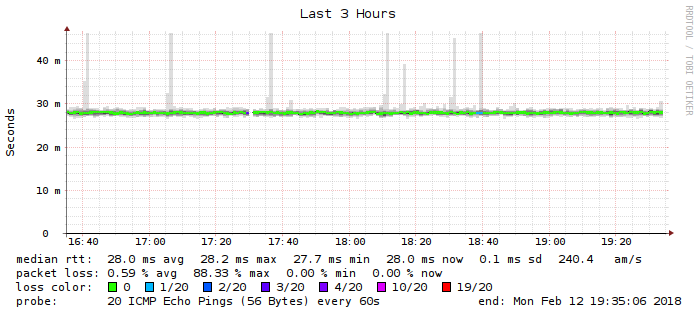 Last 3 Hours
RRDTOOL / TOBI OETIKER
Seconds
40 m
30 m
20 m
10 m
0
16:40 17:00 17:20 17:40 18:00 18:20 18:40 19:00 19:20
median rtt: 28.0 ms avg 28.2 ms max 27.7 ms min 28.0 ms now 0.1 ms sd 240.4 am/s
packet loss: 0.59 % avg 88.33 % max 0.00 % min 0.00 % now
loss color: 0 1/20 2/20 3/20 4/20 10/20 19/20
probe: 20 ICMP Echo Pings (56 Bytes) every 60s end: Mon Feb 12 19:35:06 2018